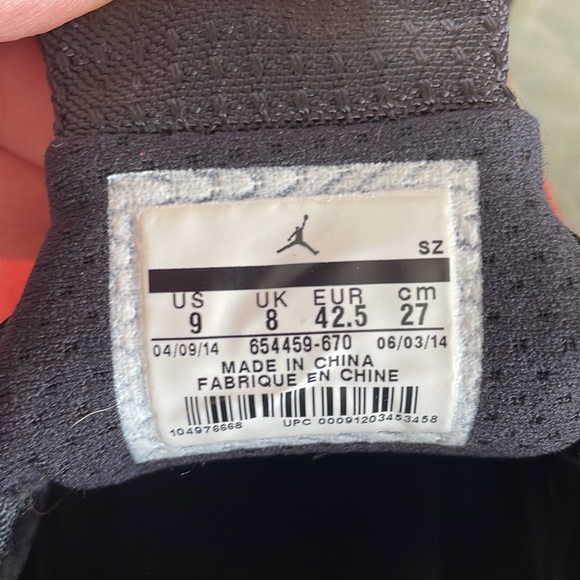 SZ
US UK EUR cm
9 8 42.5 27
04/09/14 654459-670 06/03/14
MADE IN CHINA
FABRIQUE EN CHINE
104976668 UPC 00091203453458